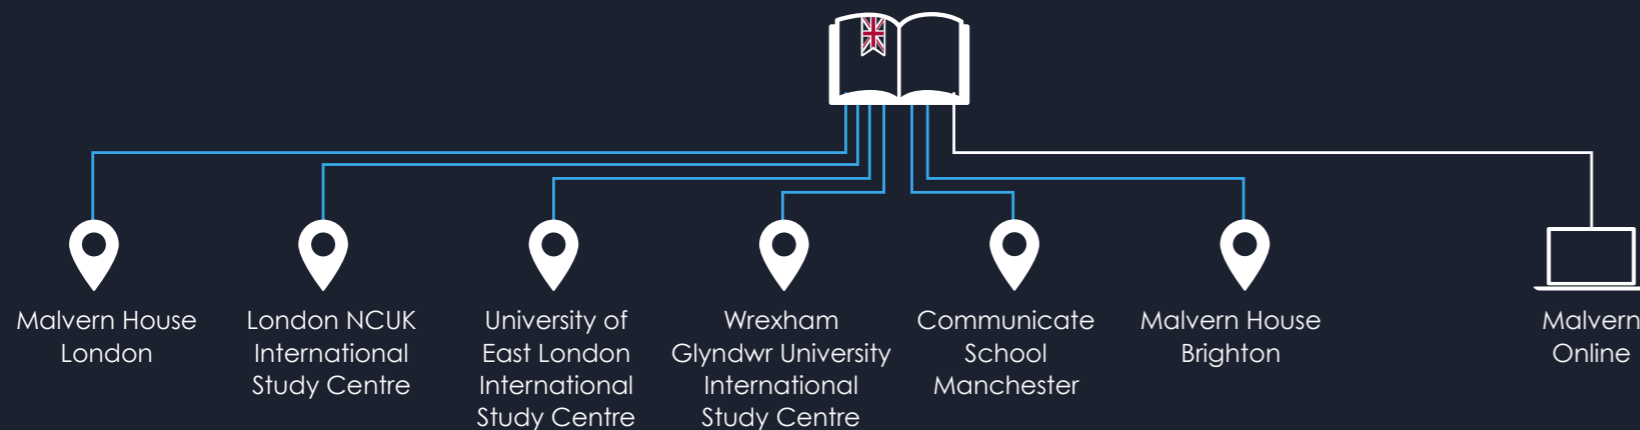 Malvern House
London
London NCUK
International
Study Centre
University of
East London
International
Study Centre
Wrexham
Glyndwr University
International
Study Centre
Communicate
School
Manchester
Malvern House
Brighton
Malvern
Online